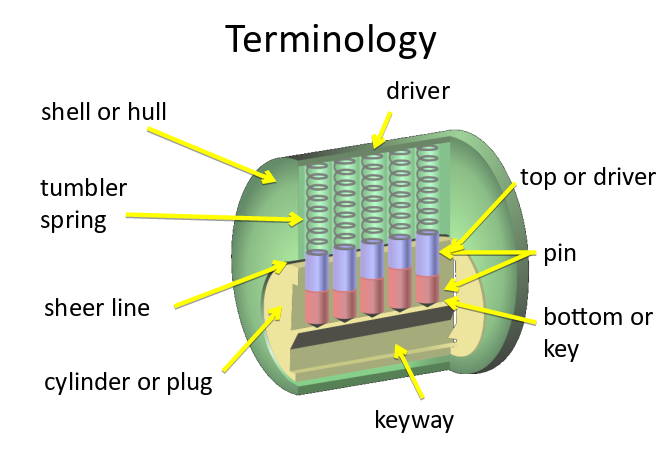 Terminology
driver
shell or hull
top or driver
tumbler
spring
pin
sheer line
bottom or
key
cylinder or plug
keyway